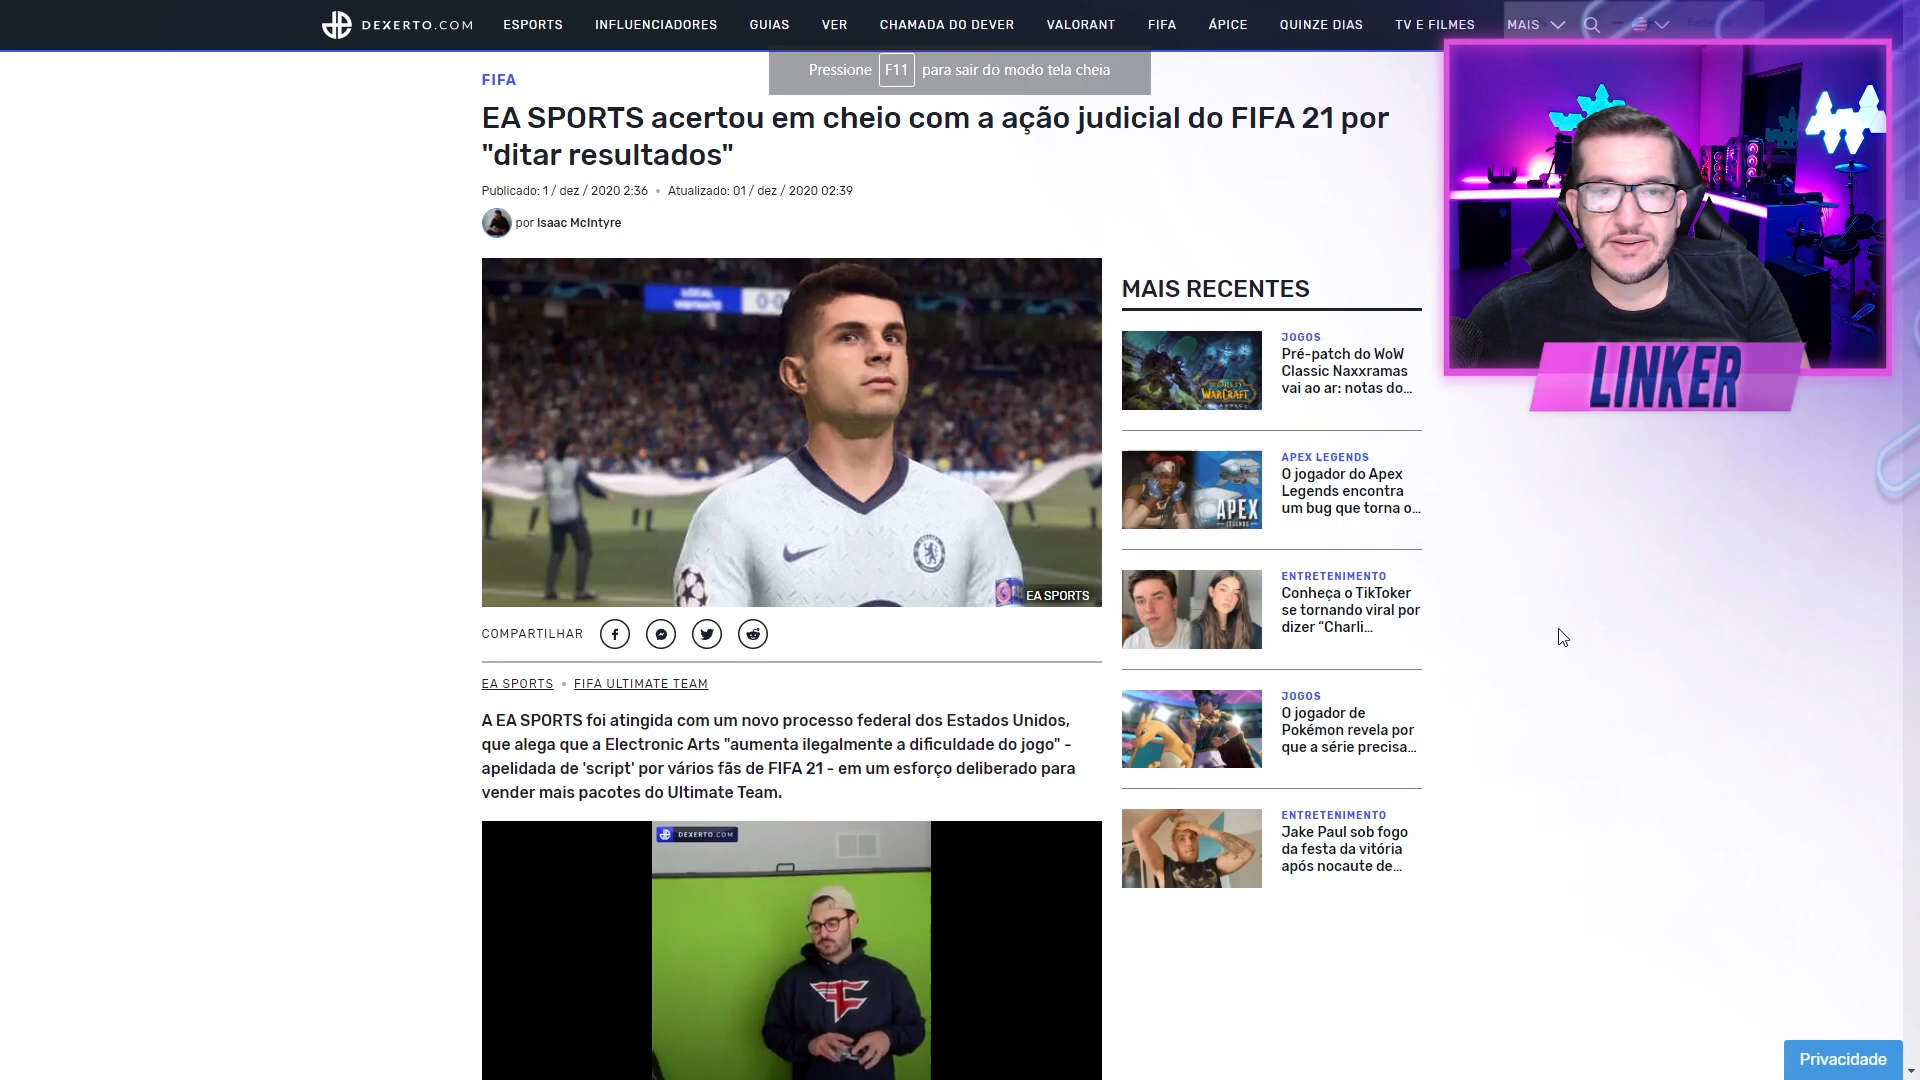 DEXERTO.COM ESPORTS INFLUENCIADORES GUIAS VER CHAMADA DO DEVER VALORANT FIFA ÁPICE QUINZE DIAS TV E FILMES MAIS
Pressione F11 para sair do modo tela cheia
FIFA
EA SPORTS acertou em cheio com a ação judicial do FIFA 21 por
"ditar resultados"
Publicado: 1 / dez / 2020 2:36 • Atualizado: 01 / dez / 2020 02:39
por Isaac McIntyre
LINKER
LOCAL
VISITANTE
0-0
EA SPORTS
COMPARTILHAR
EA SPORTS • FIFA ULTIMATE TEAM
A EA SPORTS foi atingida com um novo processo federal dos Estados Unidos,
que alega que a Electronic Arts "aumenta ilegalmente a dificuldade do jogo" -
apelidada de 'script' por vários fãs de FIFA 21 - em um esforço deliberado para
vender mais pacotes do Ultimate Team.
DEXERTO.COM
MAIS RECENTES
WORLD
WARCRAFT
JOGOS
Pré-patch do WoW
Classic Naxxramas
vai ao ar: notas do...
APEX
LEGENDS
APEX LEGENDS
O jogador do Apex
Legends encontra
um bug que torna o...
ENTRETENIMENTO
Conheça o TikToker
se tornando viral por
dizer “Charli...
JOGOS
O jogador de
Pokémon revela por
que a série precisa...
ENTRETENIMENTO
Jake Paul sob fogo
da festa da vitória
após nocaute de...
Privacidade